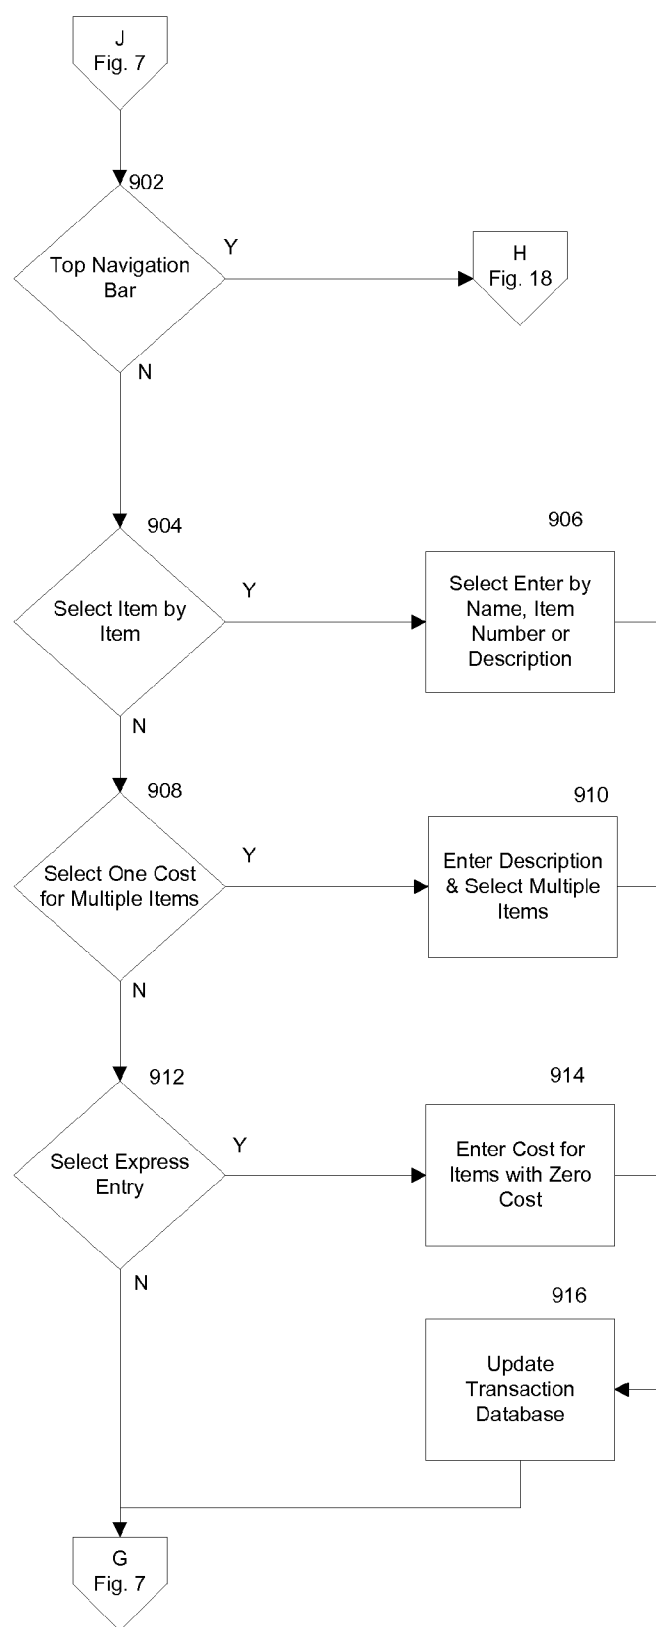 J
Fig. 7
902
Top Navigation
Bar
Y
H
Fig. 18
N
904
Select Item by
Item
Y
906
Select Enter by
Name, Item
Number or
Description
N
908
Select One Cost
for Multiple Items
Y
910
Enter Description
& Select Multiple
Items
N
912
Select Express
Entry
Y
914
Enter Cost for
Items with Zero
Cost
N
916
Update
Transaction
Database
G
Fig. 7